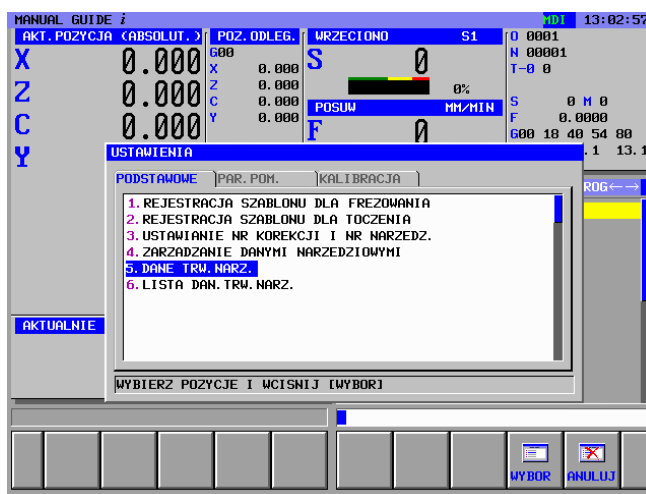 MANUAL GUIDE i MDI 13:02:57
AKT.POZYCJA (ABSOLUT.) POZ.ODLEG. WRZECIONO S1 O 0001
X 0.000 G00 S 0 N 00001
X 0.000 T-0 0
Z 0.000 Z 0.000 0%
C 0.000 C 0.000 POSUW MM/MIN S 0 M 0
Y 0.000 F 0 F 0.0000
G00 18 40 54 80
Y USTAWIENIA .1 13.1
PODSTAWOWE PAR.POM. KALIBRACJA ROG←→
1.REJESTRACJA SZABLONU DLA FREZOWANIA
2.REJESTRACJA SZABLONU DLA TOCZENIA
3.USTAWIANIE NR KOREKCJI I NR NARZEDZ.
4.ZARZADZANIE DANYMI NARZEDZIOWYMI
5.DANE TRW.NARZ.
6.LISTA DAN.TRW.NARZ.
AKTUALNIE
WYBIERZ POZYCJE I WCISNIJ [WYBOR]
WYBOR ANULUJ